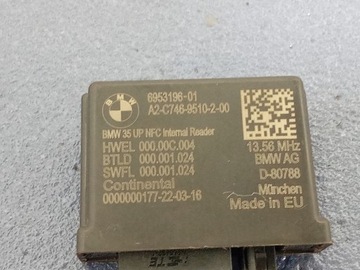 BMW
6953196-01
A2-C746-9510-2-00
BMW 35 UP NFC Internal Reader
HWEL 000.00C.004
BTLD 000.001.024
SWFL 000.001.024
Continental
0000000177-22-03-16
13.56 MHz
BMW AG
D-80788
München
Made in EU